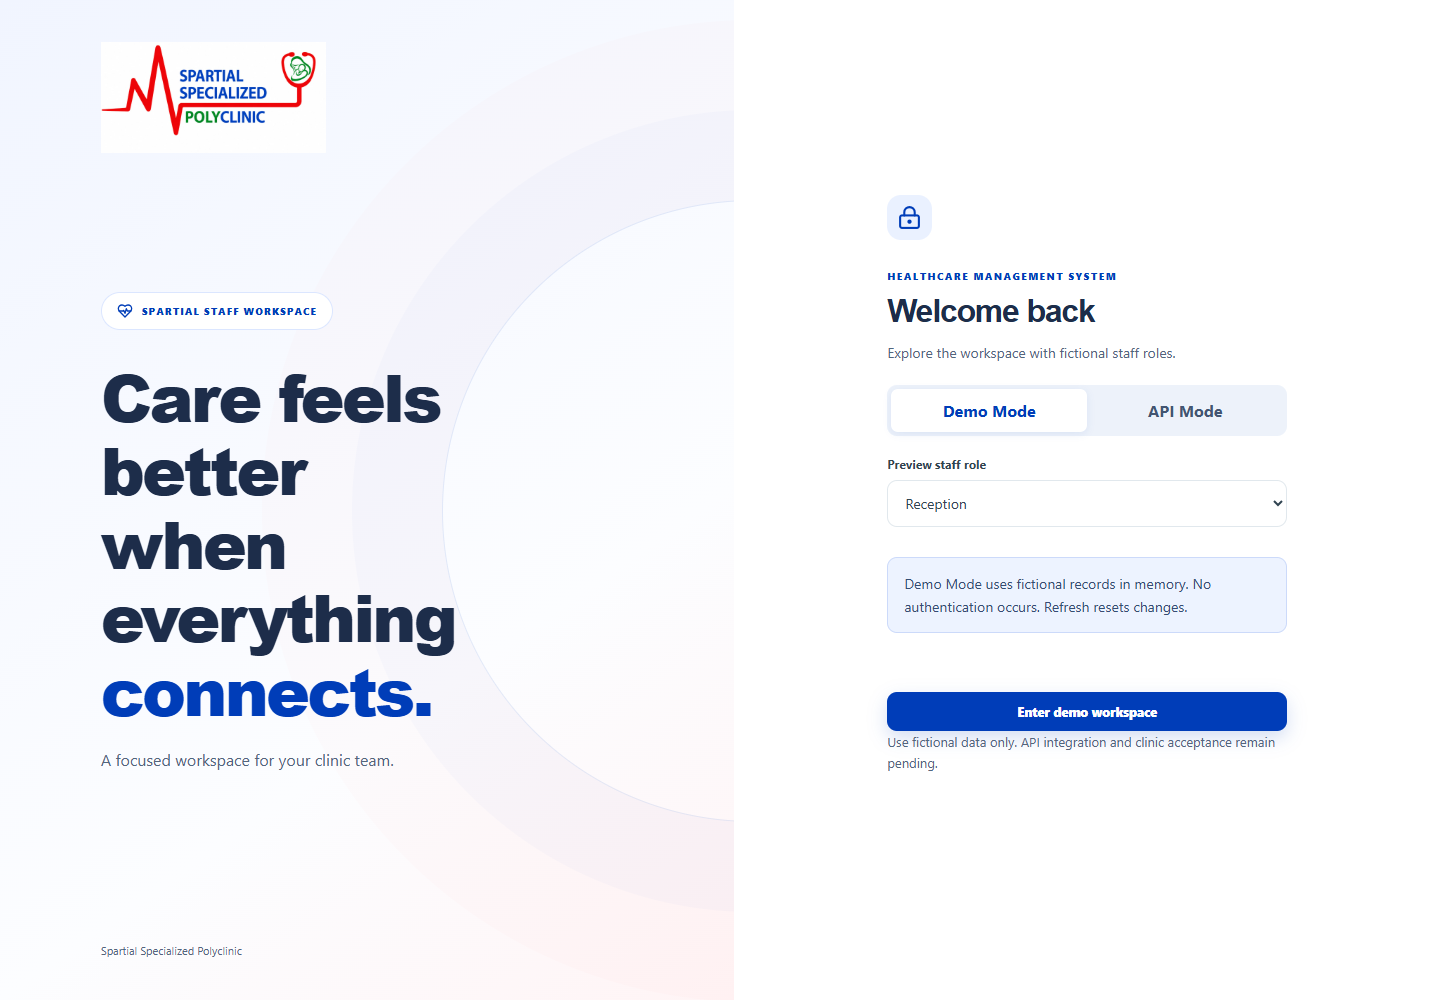 SPARTIAL
SPECIALIZED
POLYCLINIC
SPARTIAL STAFF WORKSPACE
Care feels
better
when
everything
connects.
A focused workspace for your clinic team.
Spartial Specialized Polyclinic
HEALTHCARE MANAGEMENT SYSTEM
Welcome back
Explore the workspace with fictional staff roles.
Demo Mode
API Mode
Preview staff role
Reception
Demo Mode uses fictional records in memory. No
authentication occurs. Refresh resets changes.
Enter demo workspace
Use fictional data only. API integration and clinic acceptance remain
pending.